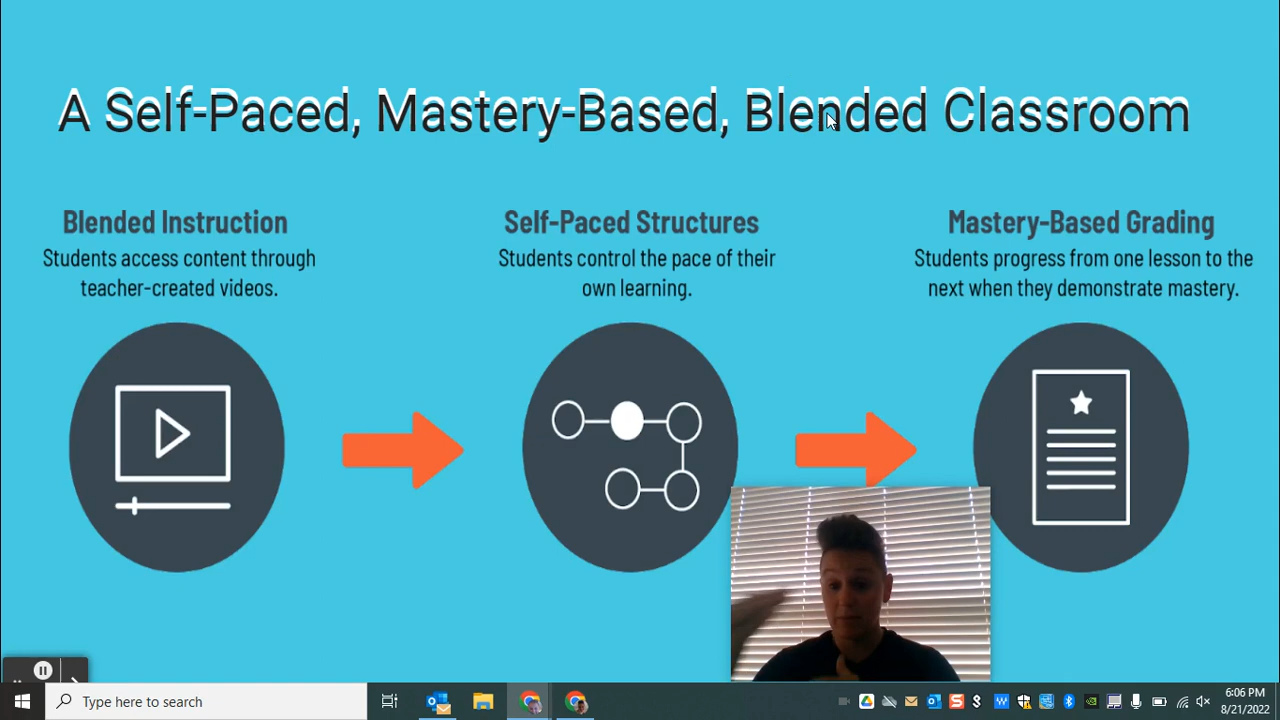 A Self-Paced, Mastery-Based, Blended Classroom
Blended Instruction
Students access content through
teacher-created videos.
Self-Paced Structures
Students control the pace of their
own learning.
Mastery-Based Grading
Students progress from one lesson to the
next when they demonstrate mastery.
Type here to search
6:06 PM
8/21/2022